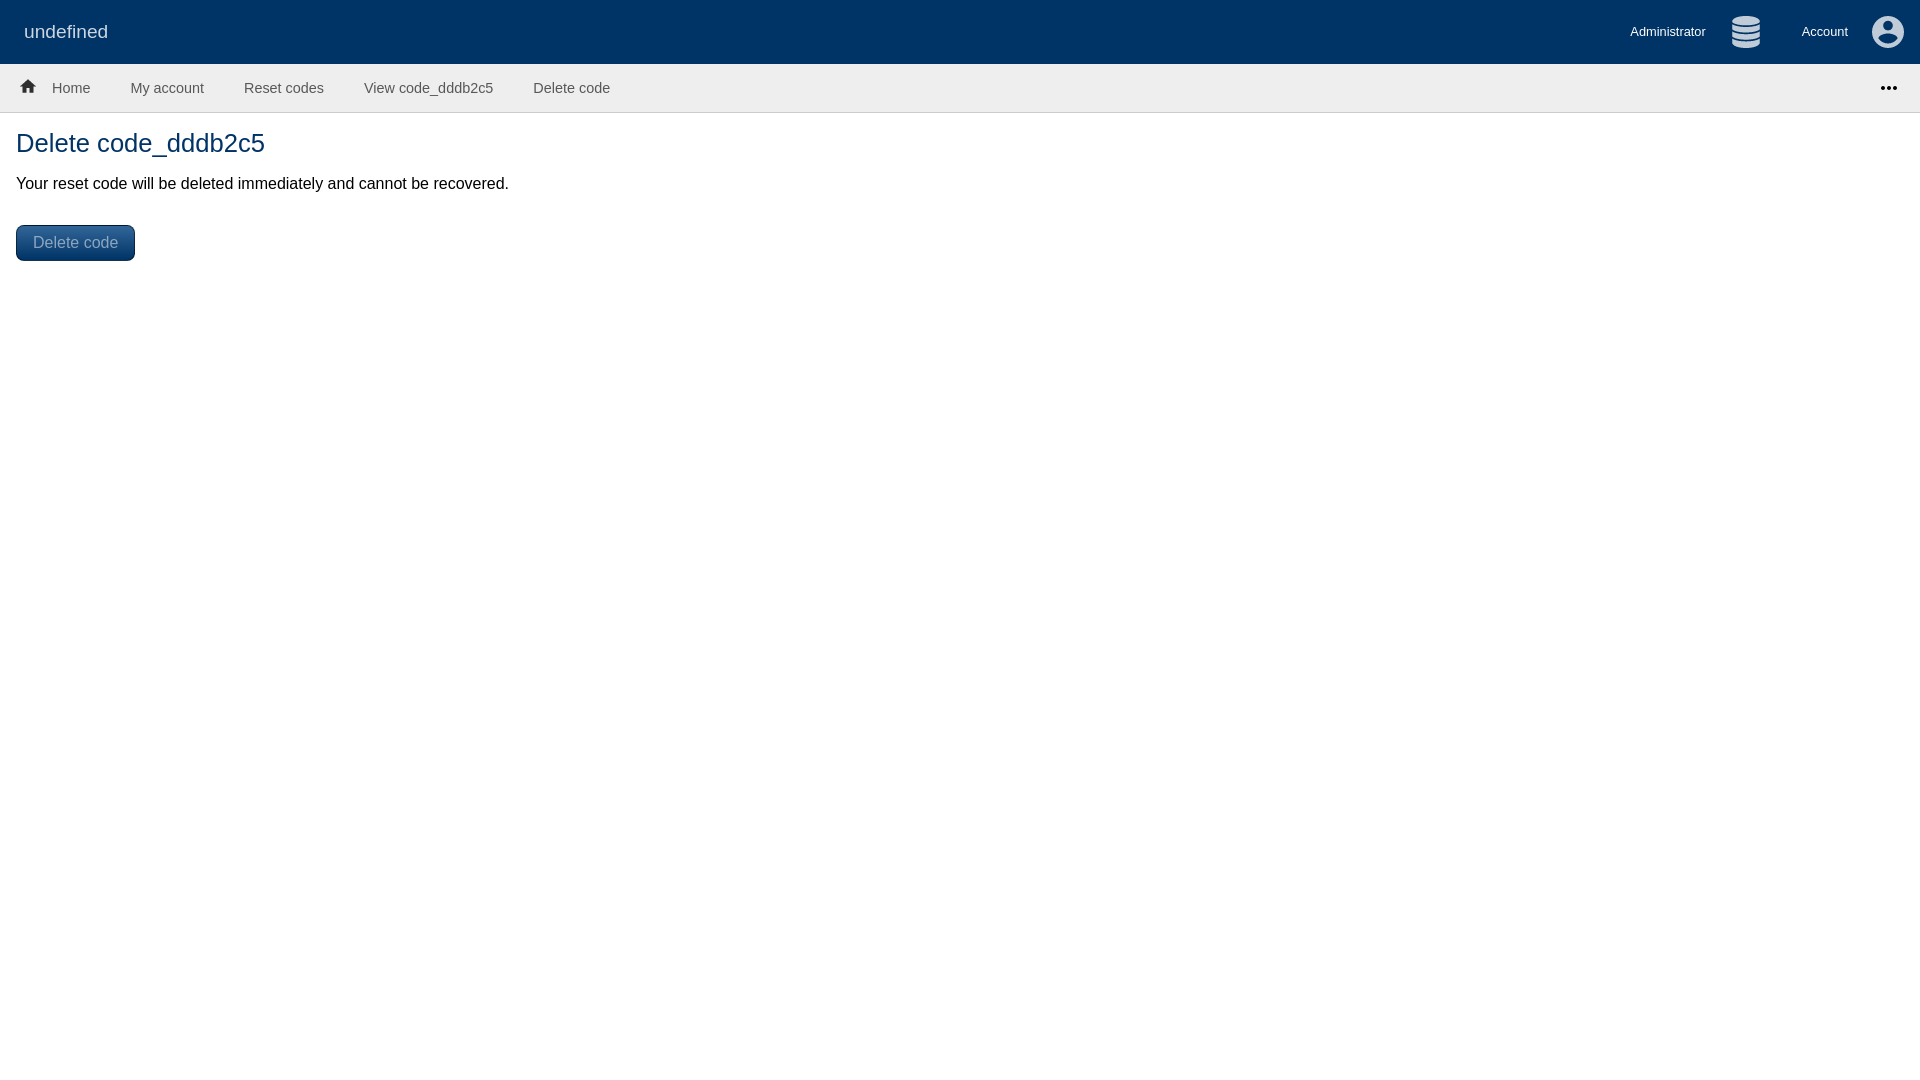 undefined
Administrator
Account
Home
My account
Reset codes
View code_dddb2c5
Delete code
Delete code_dddb2c5
Your reset code will be deleted immediately and cannot be recovered.
Delete code